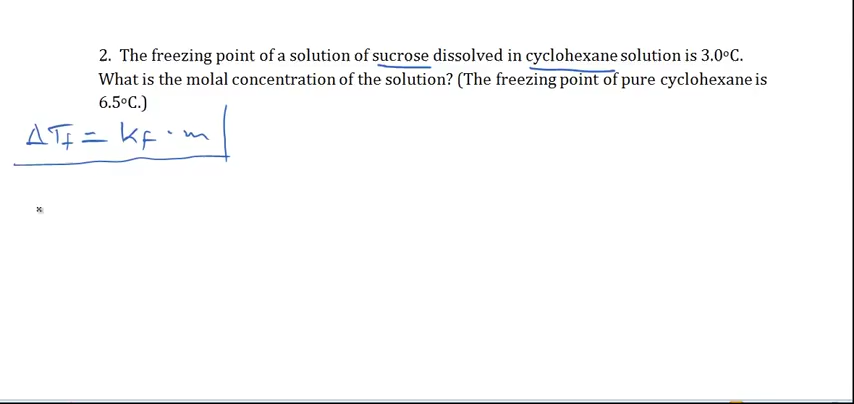 2. The freezing point of a solution of sucrose dissolved in cyclohexane solution is 3.0°C.
What is the molal concentration of the solution? (The freezing point of pure cyclohexane is
6.5°C.)
ΔTf = kf · m